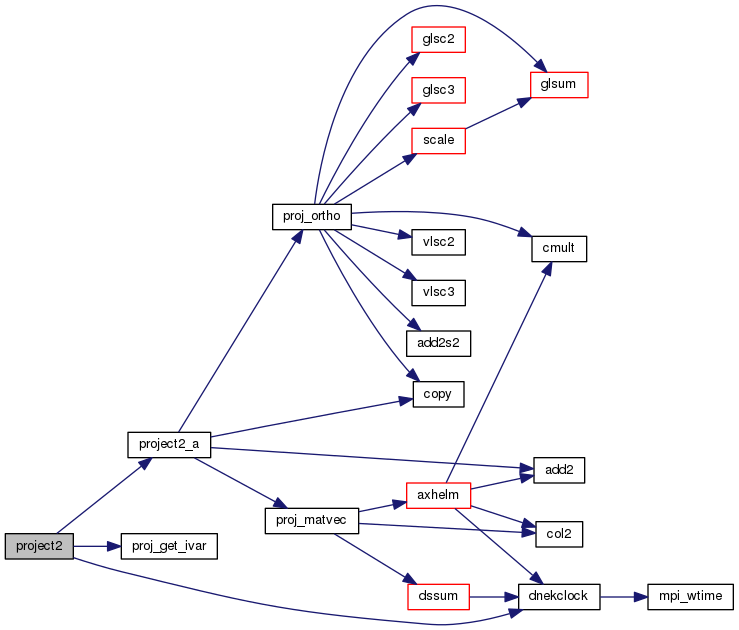 glsc2
glsum
glsc3
scale
proj_ortho
cmult
vlsc2
vlsc3
add2s2
copy
project2_a
add2
axhelm
proj_matvec
col2
project2
proj_get_ivar
dssum
dnekclock
mpi_wtime